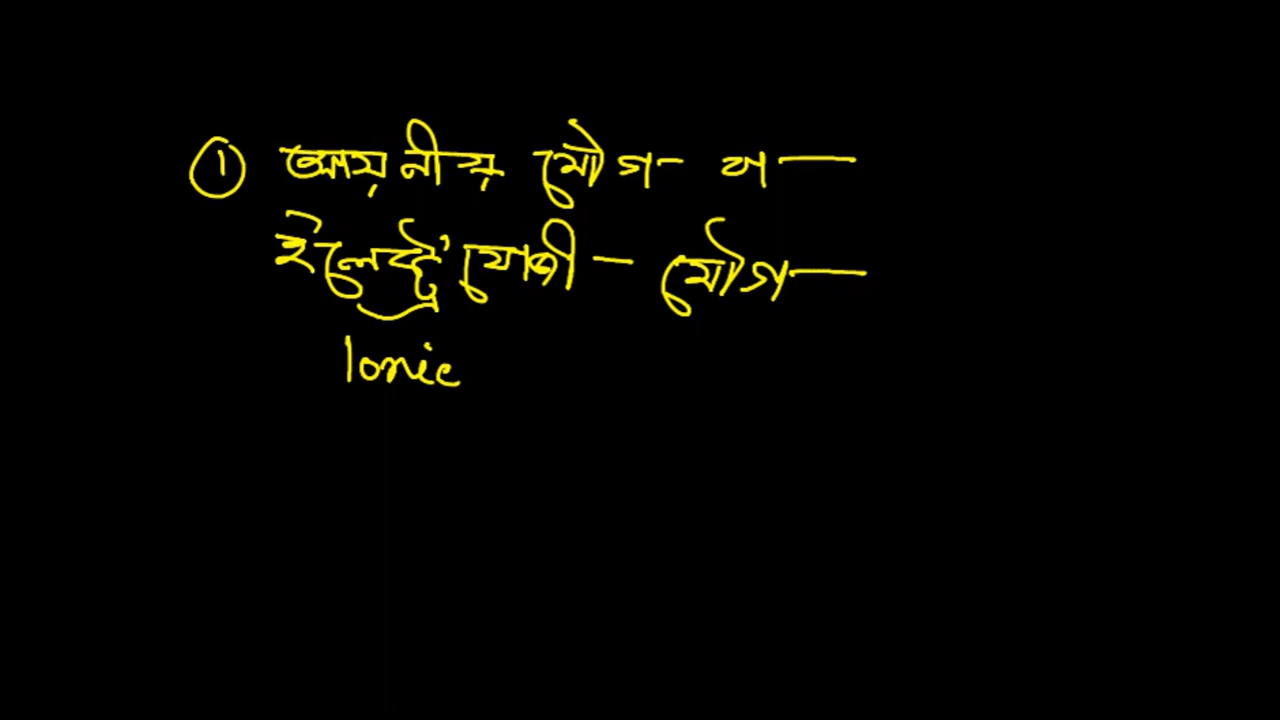 ① আয়নীয় যৌগ - বা —
ইলেক্ট্রোযোজী - যৌগ —
Ionic